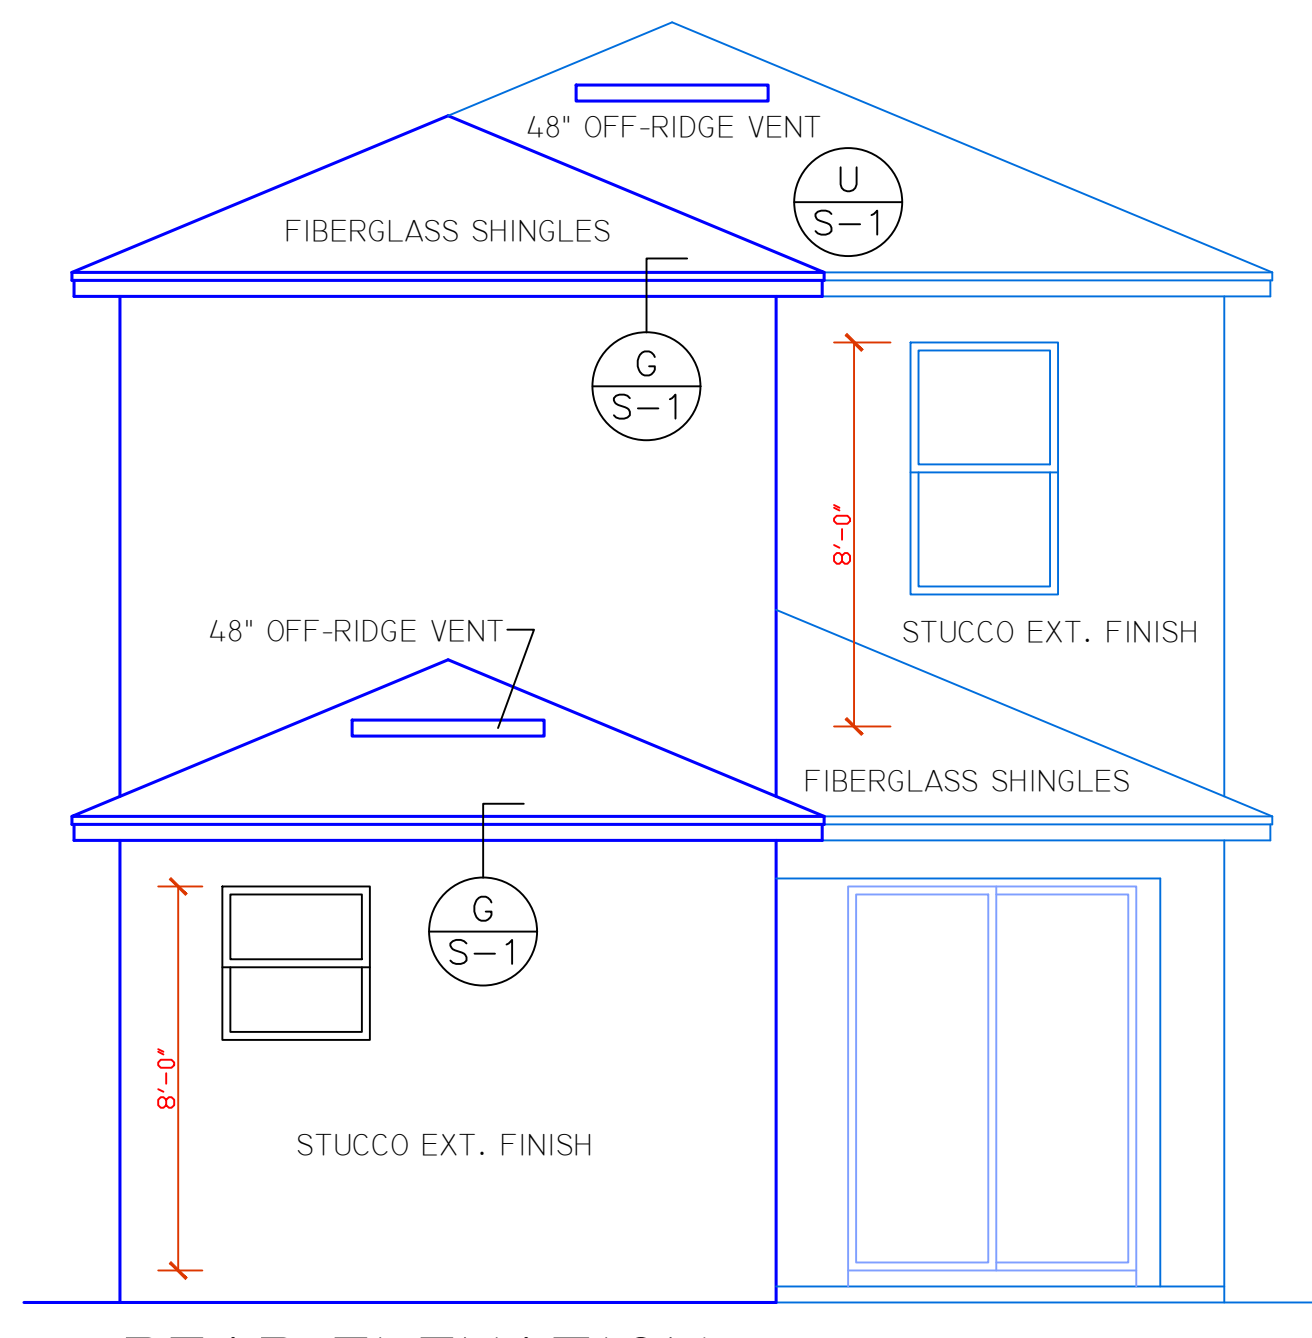 48" OFF-RIDGE VENT
U
S-1
FIBERGLASS SHINGLES
G
S-1
8'-0"
48" OFF-RIDGE VENT
STUCCO EXT. FINISH
FIBERGLASS SHINGLES
G
S-1
8'-0"
STUCCO EXT. FINISH